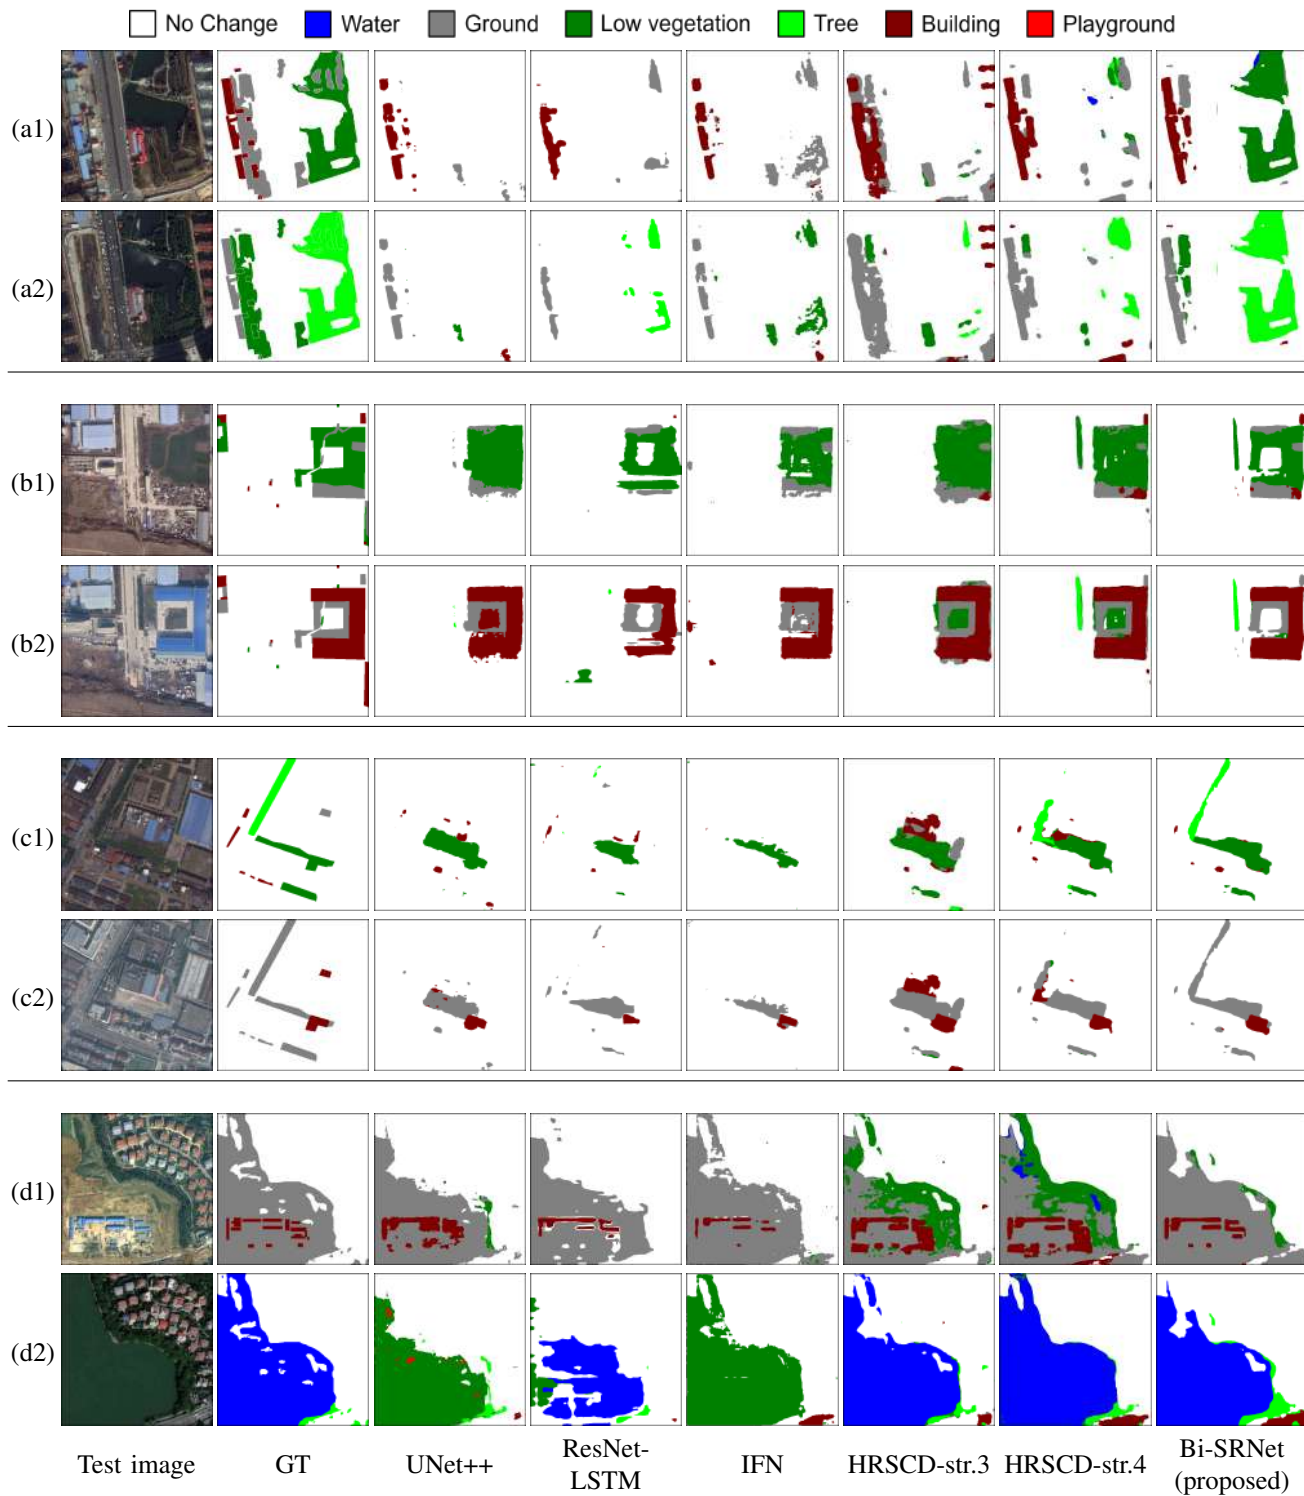 No Change Water Ground Low vegetation Tree Building Playground
(a1)
(a2)
(b1)
(b2)
(c1)
(c2)
(d1)
(d2)
Test image GT UNet++ ResNet-LSTM IFN HRSCD-str.3 HRSCD-str.4 Bi-SRNet (proposed)